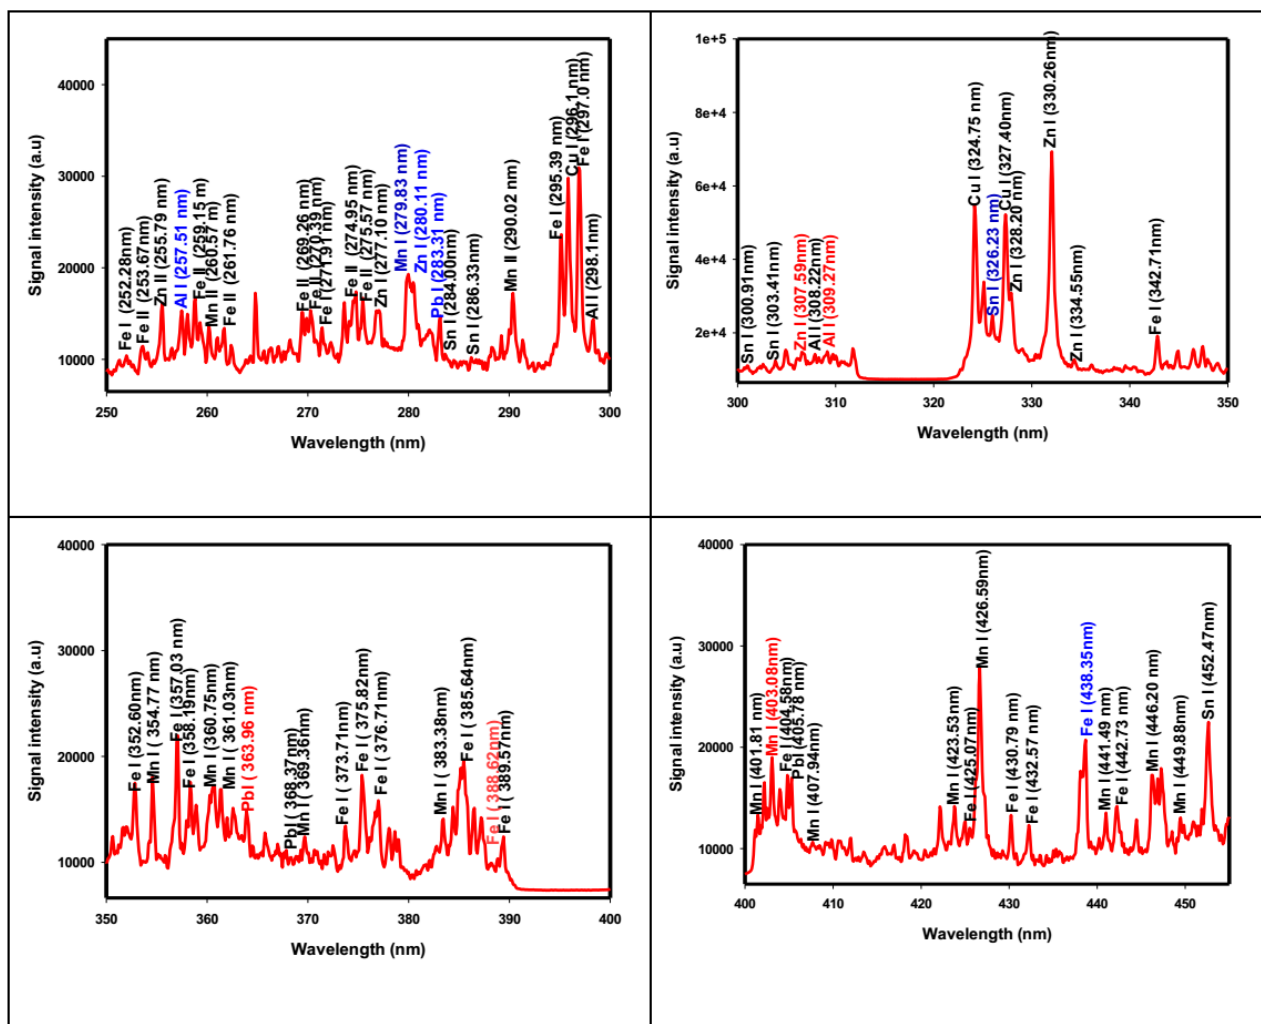 Signal intensity (a.u)
40000
30000
20000
10000
Fe I (252.28nm)
Fe II (253.67nm)
Zn II (255.79 nm)
Al I (257.51 nm)
Fe II (259.15 m)
Mn II (260.57 m)
Fe II (261.76 nm)
Fe II (269.26 nm)
Fe II (270.39 nm)
Fe I (271.91 nm)
Fe II (274.95 nm)
Fe II (275.57 nm)
Zn I (277.10 nm)
Mn I (279.83 nm)
Zn I (280.11 nm)
Pb I (283.31 nm)
Sn I (284.00nm)
Sn I (286.33nm)
Mn II (290.02 nm)
Fe I (295.39 nm)
Cu I (296.1 nm)
Fe I (297.0 nm)
Al I (298.1nm)
250 260 270 280 290 300
Wavelength (nm)
Signal intensity (a.u)
1e+5
8e+4
6e+4
4e+4
2e+4
Sn I (300.91nm)
Sn I (303.41nm)
Zn I (307.59nm)
Al I (308.22nm)
Al I (309.27nm)
Cu I (324.75 nm)
Sn I (326.23 nm)
Cu I (327.40 nm)
Zn I (328.20 nm)
Zn I (330.26nm)
Zn I (334.55nm)
Fe I (342.71nm)
300 310 320 330 340 350
Wavelength (nm)
Signal intensity (a.u)
40000
30000
20000
10000
Fe I (352.60nm)
Mn I ( 354.77 nm)
Fe I (357.03 nm)
Fe I (358.19nm)
Mn I (360.75nm)
Mn I ( 361.03nm)
PbI ( 363.96 nm)
PbI ( 368.37nm)
Mn I ( 369.36nm)
Fe I ( 373.71nm)
Fe I ( 375.82nm)
Fe I ( 376.71nm)
Mn I ( 383.38nm)
Fe I ( 385.64nm)
Fe I ( 388.62nm)
Fe I ( 389.57nm)
350 360 370 380 390 400
Wavelength (nm)
Signal intensity (a.u)
40000
30000
20000
10000
Mn I (401.81 nm)
Mn I (403.08nm)
Fe I (404.58nm)
PbI (405.78 nm)
Mn I (407.94nm)
Mn I (423.53nm)
Fe I (425.07nm)
Mn I (426.59nm)
Fe I (430.79 nm)
Fe I (432.57 nm)
Fe I (438.35nm)
Mn I (441.49 nm)
Fe I (442.73 nm)
Mn I (446.20 nm)
Mn I (449.88nm)
Sn I (452.47nm)
400 410 420 430 440 450
Wavelength (nm)